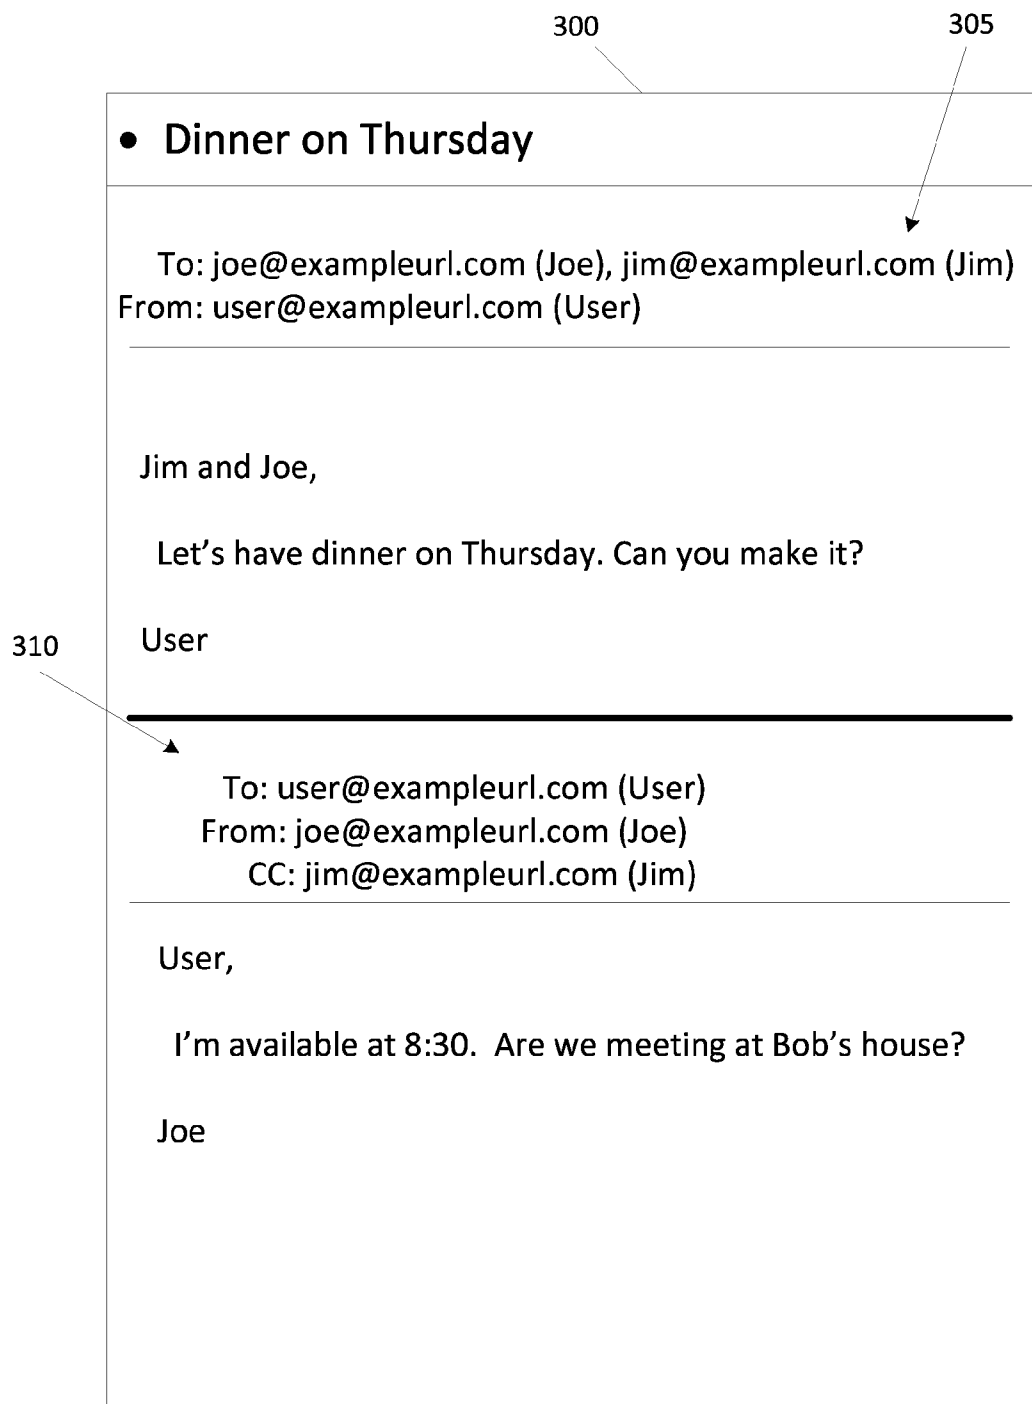 300
305
• Dinner on Thursday
To: joe@exampleurl.com (Joe), jim@exampleurl.com (Jim)
From: user@exampleurl.com (User)
Jim and Joe,
Let’s have dinner on Thursday. Can you make it?
User
310
To: user@exampleurl.com (User)
From: joe@exampleurl.com (Joe)
CC: jim@exampleurl.com (Jim)
User,
I’m available at 8:30.  Are we meeting at Bob’s house?
Joe